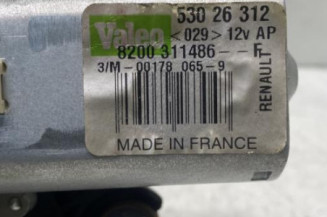 Valeo 530 26 312
<029> 12v AP
8200 311486 -- F
3/M-00178 065-9
RENAULT
MADE IN FRANCE